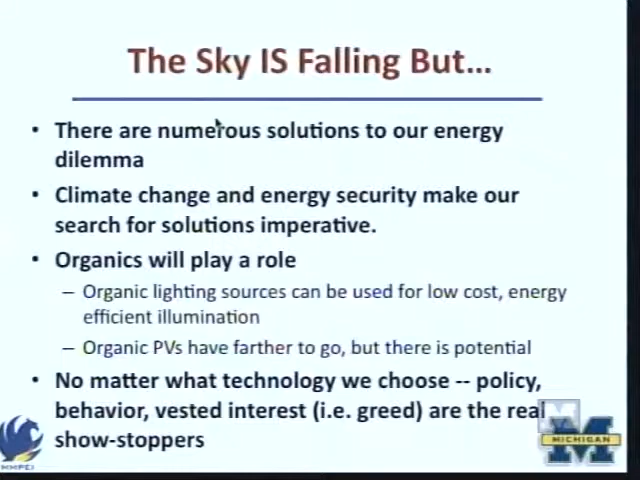 The Sky IS Falling But...
• There are numerous solutions to our energy
dilemma
• Climate change and energy security make our
search for solutions imperative.
• Organics will play a role
– Organic lighting sources can be used for low cost, energy
efficient illumination
– Organic PVs have farther to go, but there is potential
• No matter what technology we choose -- policy,
behavior, vested interest (i.e. greed) are the real
show-stoppers
MICHIGAN